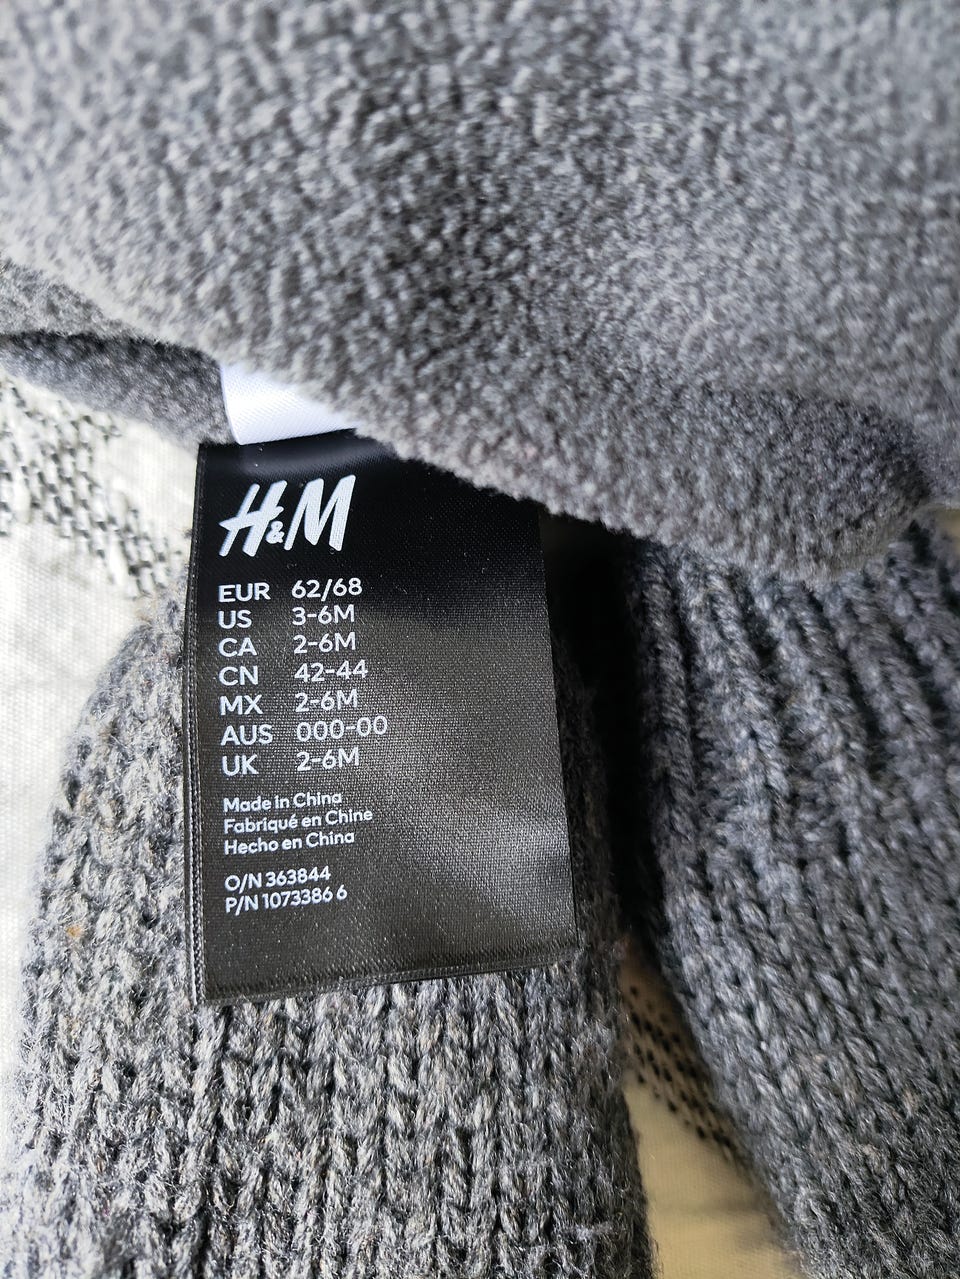 H&M
EUR 62/68
US 3-6M
CA 2-6M
CN 42-44
MX 2-6M
AUS 000-00
UK 2-6M
Made in China
Fabriqué en Chine
Hecho en China
O/N 363844
P/N 1073386 6